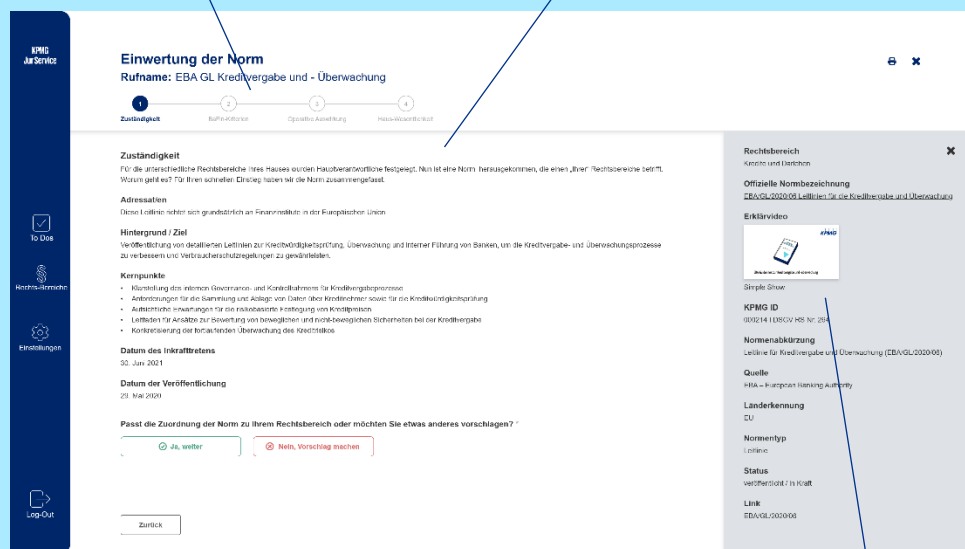 KPMG
JurService
Einwertung der Norm
Rufname: EBA GL Kreditvergabe und - Überwachung
1
2
3
4
Zuständigkeit
BaFin-Kriterien
Operative Auswirkung
Haus-Wesentlichkeit
To Dos
Rechts-Bereiche
Einstellungen
Log-Out
Zuständigkeit
Für die unterschiedliche Rechtsbereiche Ihres Hauses wurden Hauptverantwortliche festgelegt. Nun ist eine Norm herausgekommen, die einen „Ihrer" Rechtsbereiche betrifft.
Worum geht es? Für Ihren schnellen Einstieg haben wir die Norm zusammengefasst.
Adressaten
Diese Leitlinie richtet sich grundsätzlich an Finanzinstitute in der Europäischen Union
Hintergrund / Ziel
Veröffentlichung von detaillierten Leitlinien zur Kreditwürdigkeitsprüfung, Überwachung und interner Führung von Banken, um die Kreditvergabe- und Überwachungsprozesse
zu verbessern und Verbraucherschutzregelungen zu gewährleisten.
Kernpunkte
• Klarstellung des internen Governance- und Kontrollrahmens für Kreditvergabeprozesse
• Anforderungen für die Sammlung und Ablage von Daten über Kreditnehmer sowie für die Kreditwürdigkeitsprüfung
• Aufsichtliche Erwartungen für die risikobasierte Festlegung von Kreditpreisen
• Leitfaden für Ansätze zur Bewertung von beweglichen und nicht-beweglichen Sicherheiten bei der Kreditvergabe
• Konkretisierung der fortlaufenden Überwachung des Kreditrisikos
Datum des Inkrafttretens
30. Juni 2021
Datum der Veröffentlichung
29. Mai 2020
Passt die Zuordnung der Norm zu Ihrem Rechtsbereich oder möchten Sie etwas anderes vorschlagen? *
Ja, weiter
Nein, Vorschlag machen
Zurück
Rechtsbereich
Kredite und Darlehen
Offizielle Normbezeichnung
EBA/GL/2020/06 Leitlinien für die Kreditvergabe und Überwachung
Erklärvideo
KPMG
Simple Show
KPMG ID
Normenabkürzung
Leitlinie für Kreditvergabe und Überwachung (EBA/GL/2020/06)
Quelle
EBA – European Banking Authority
Länderkennung
EU
Normentyp
Leitlinie
Status
veröffentlicht / In Kraft
Link
EBA/GL/2020/06